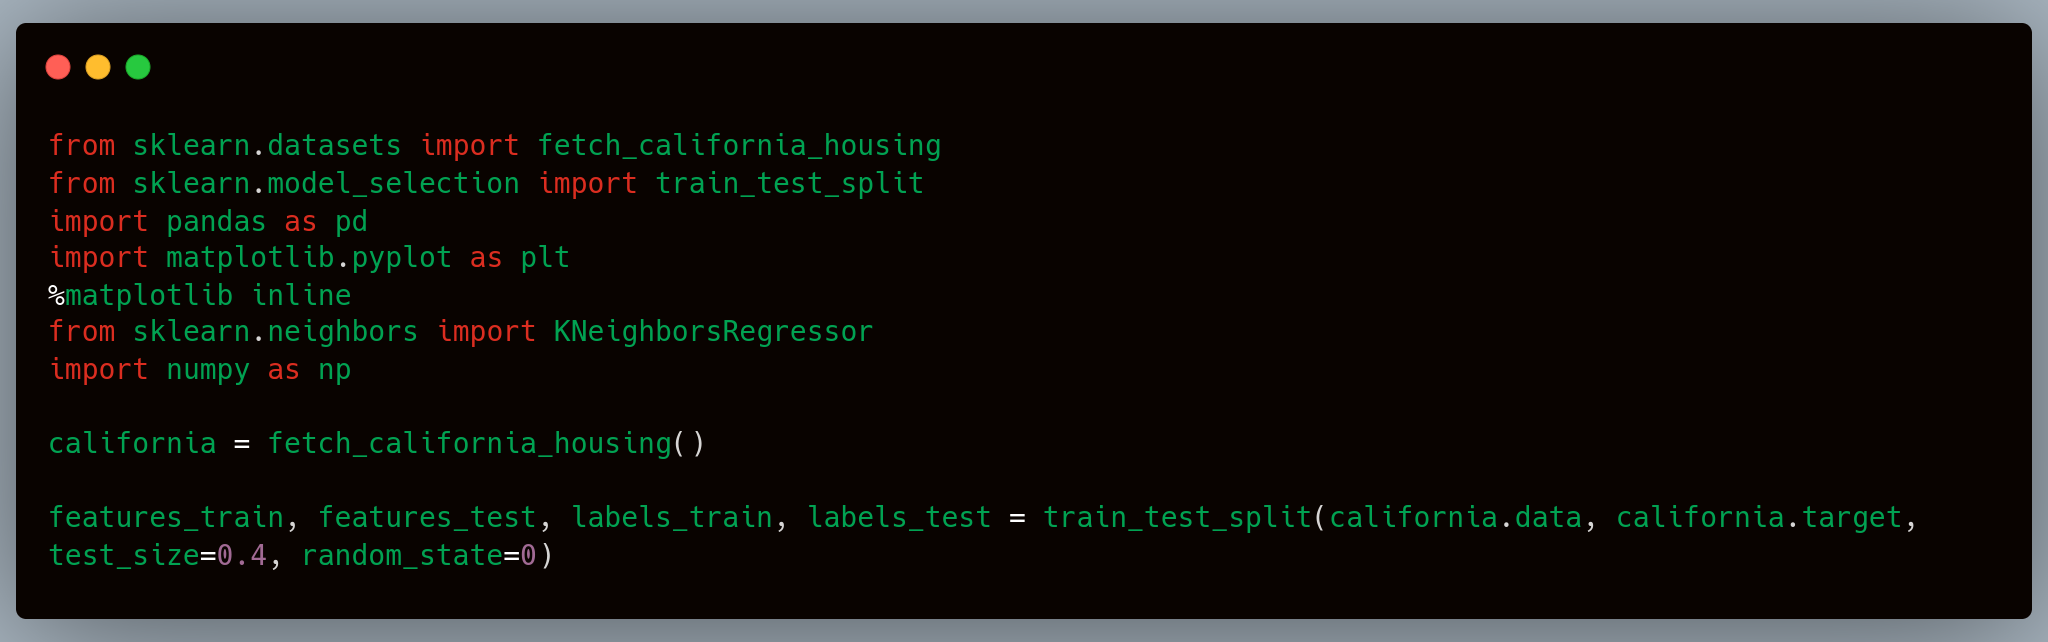 from sklearn.datasets import fetch_california_housing
from sklearn.model_selection import train_test_split
import pandas as pd
import matplotlib.pyplot as plt
%matplotlib inline
from sklearn.neighbors import KNeighborsRegressor
import numpy as np
california = fetch_california_housing()
features_train, features_test, labels_train, labels_test = train_test_split(california.data, california.target,
test_size=0.4, random_state=0)